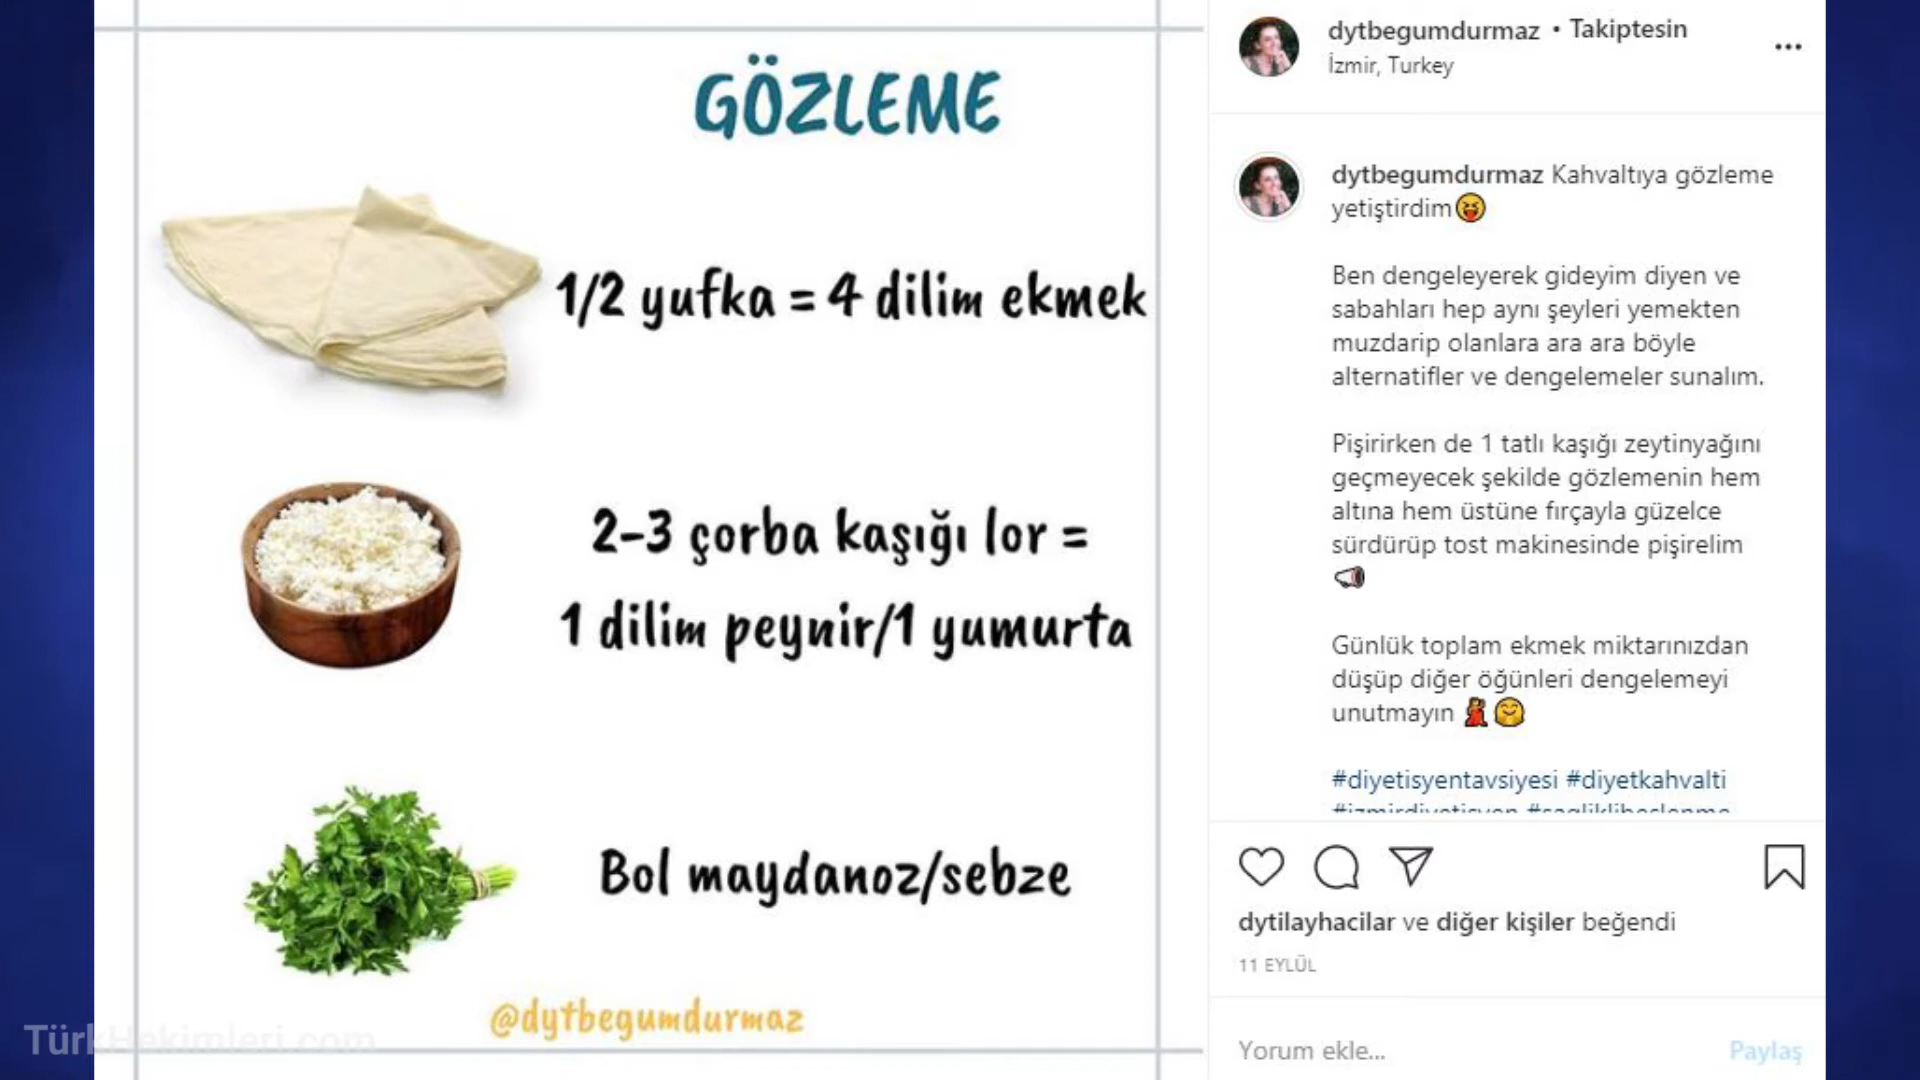 GÖZLEME
1/2 yufka = 4 dilim ekmek
2-3 çorba kaşığı lor =
1 dilim peynir/1 yumurta
Bol maydanoz/sebze
@dytbegumdurmaz
TürkHekimleri.com
dytbegumdurmaz • Takiptesin
İzmir, Turkey
dytbegumdurmaz Kahvaltıya gözleme
yetiştirdim
Ben dengeleyerek gideyim diyen ve
sabahları hep aynı şeyleri yemekten
muzdarip olanlara ara ara böyle
alternatifler ve dengelemeler sunalım.
Pişirirken de 1 tatlı kaşığı zeytinyağını
geçmeyecek şekilde gözlemenin hem
altına hem üstüne fırçayla güzelce
sürdürüp tost makinesinde pişirelim
Günlük toplam ekmek miktarınızdan
düşüp diğer öğünleri dengelemeyi
unutmayın
#diyetisyentavsiyesi #diyetkahvalti
#izmirdiyetisyen #sagliklibeslenme
dytilayhacilar ve diğer kişiler beğendi
11 EYLÜL
Yorum ekle...
Paylaş